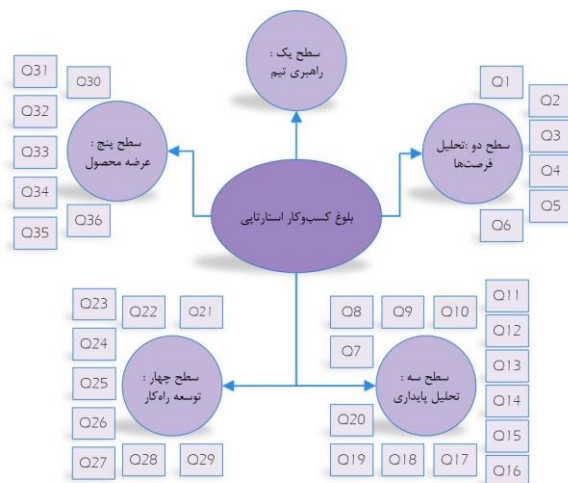 سطح یک :
راهبری تیم
Q31
Q30
Q32
Q33
Q34
Q35
Q36
سطح پنج :
عرضه محصول
Q1
Q2
Q3
Q4
Q5
Q6
سطح دو :تحلیل
فرصت‌ها
بلوغ کسب‌وکار استارتاپی
Q23
Q22
Q21
Q24
Q25
Q26
Q27
Q28
Q29
سطح چهار :
توسعه راه‌کار
Q8
Q9
Q10
Q7
Q11
Q12
Q13
Q14
Q15
Q16
سطح سه :
تحلیل پایداری
Q20
Q19
Q18
Q17